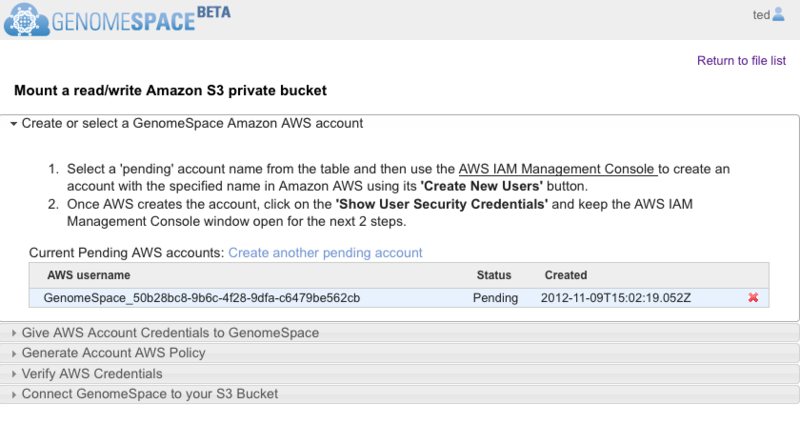 GENOMESPACE BETA
ted
Return to file list
Mount a read/write Amazon S3 private bucket
Create or select a GenomeSpace Amazon AWS account
1. Select a 'pending' account name from the table and then use the AWS IAM Management Console to create an
account with the specified name in Amazon AWS using its 'Create New Users' button.
2. Once AWS creates the account, click on the 'Show User Security Credentials' and keep the AWS IAM
Management Console window open for the next 2 steps.
Current Pending AWS accounts: Create another pending account
AWS username Status Created
GenomeSpace_50b28bc8-9b6c-4f28-9dfa-c6479be562cb Pending 2012-11-09T15:02:19.052Z
Give AWS Account Credentials to GenomeSpace
Generate Account AWS Policy
Verify AWS Credentials
Connect GenomeSpace to your S3 Bucket